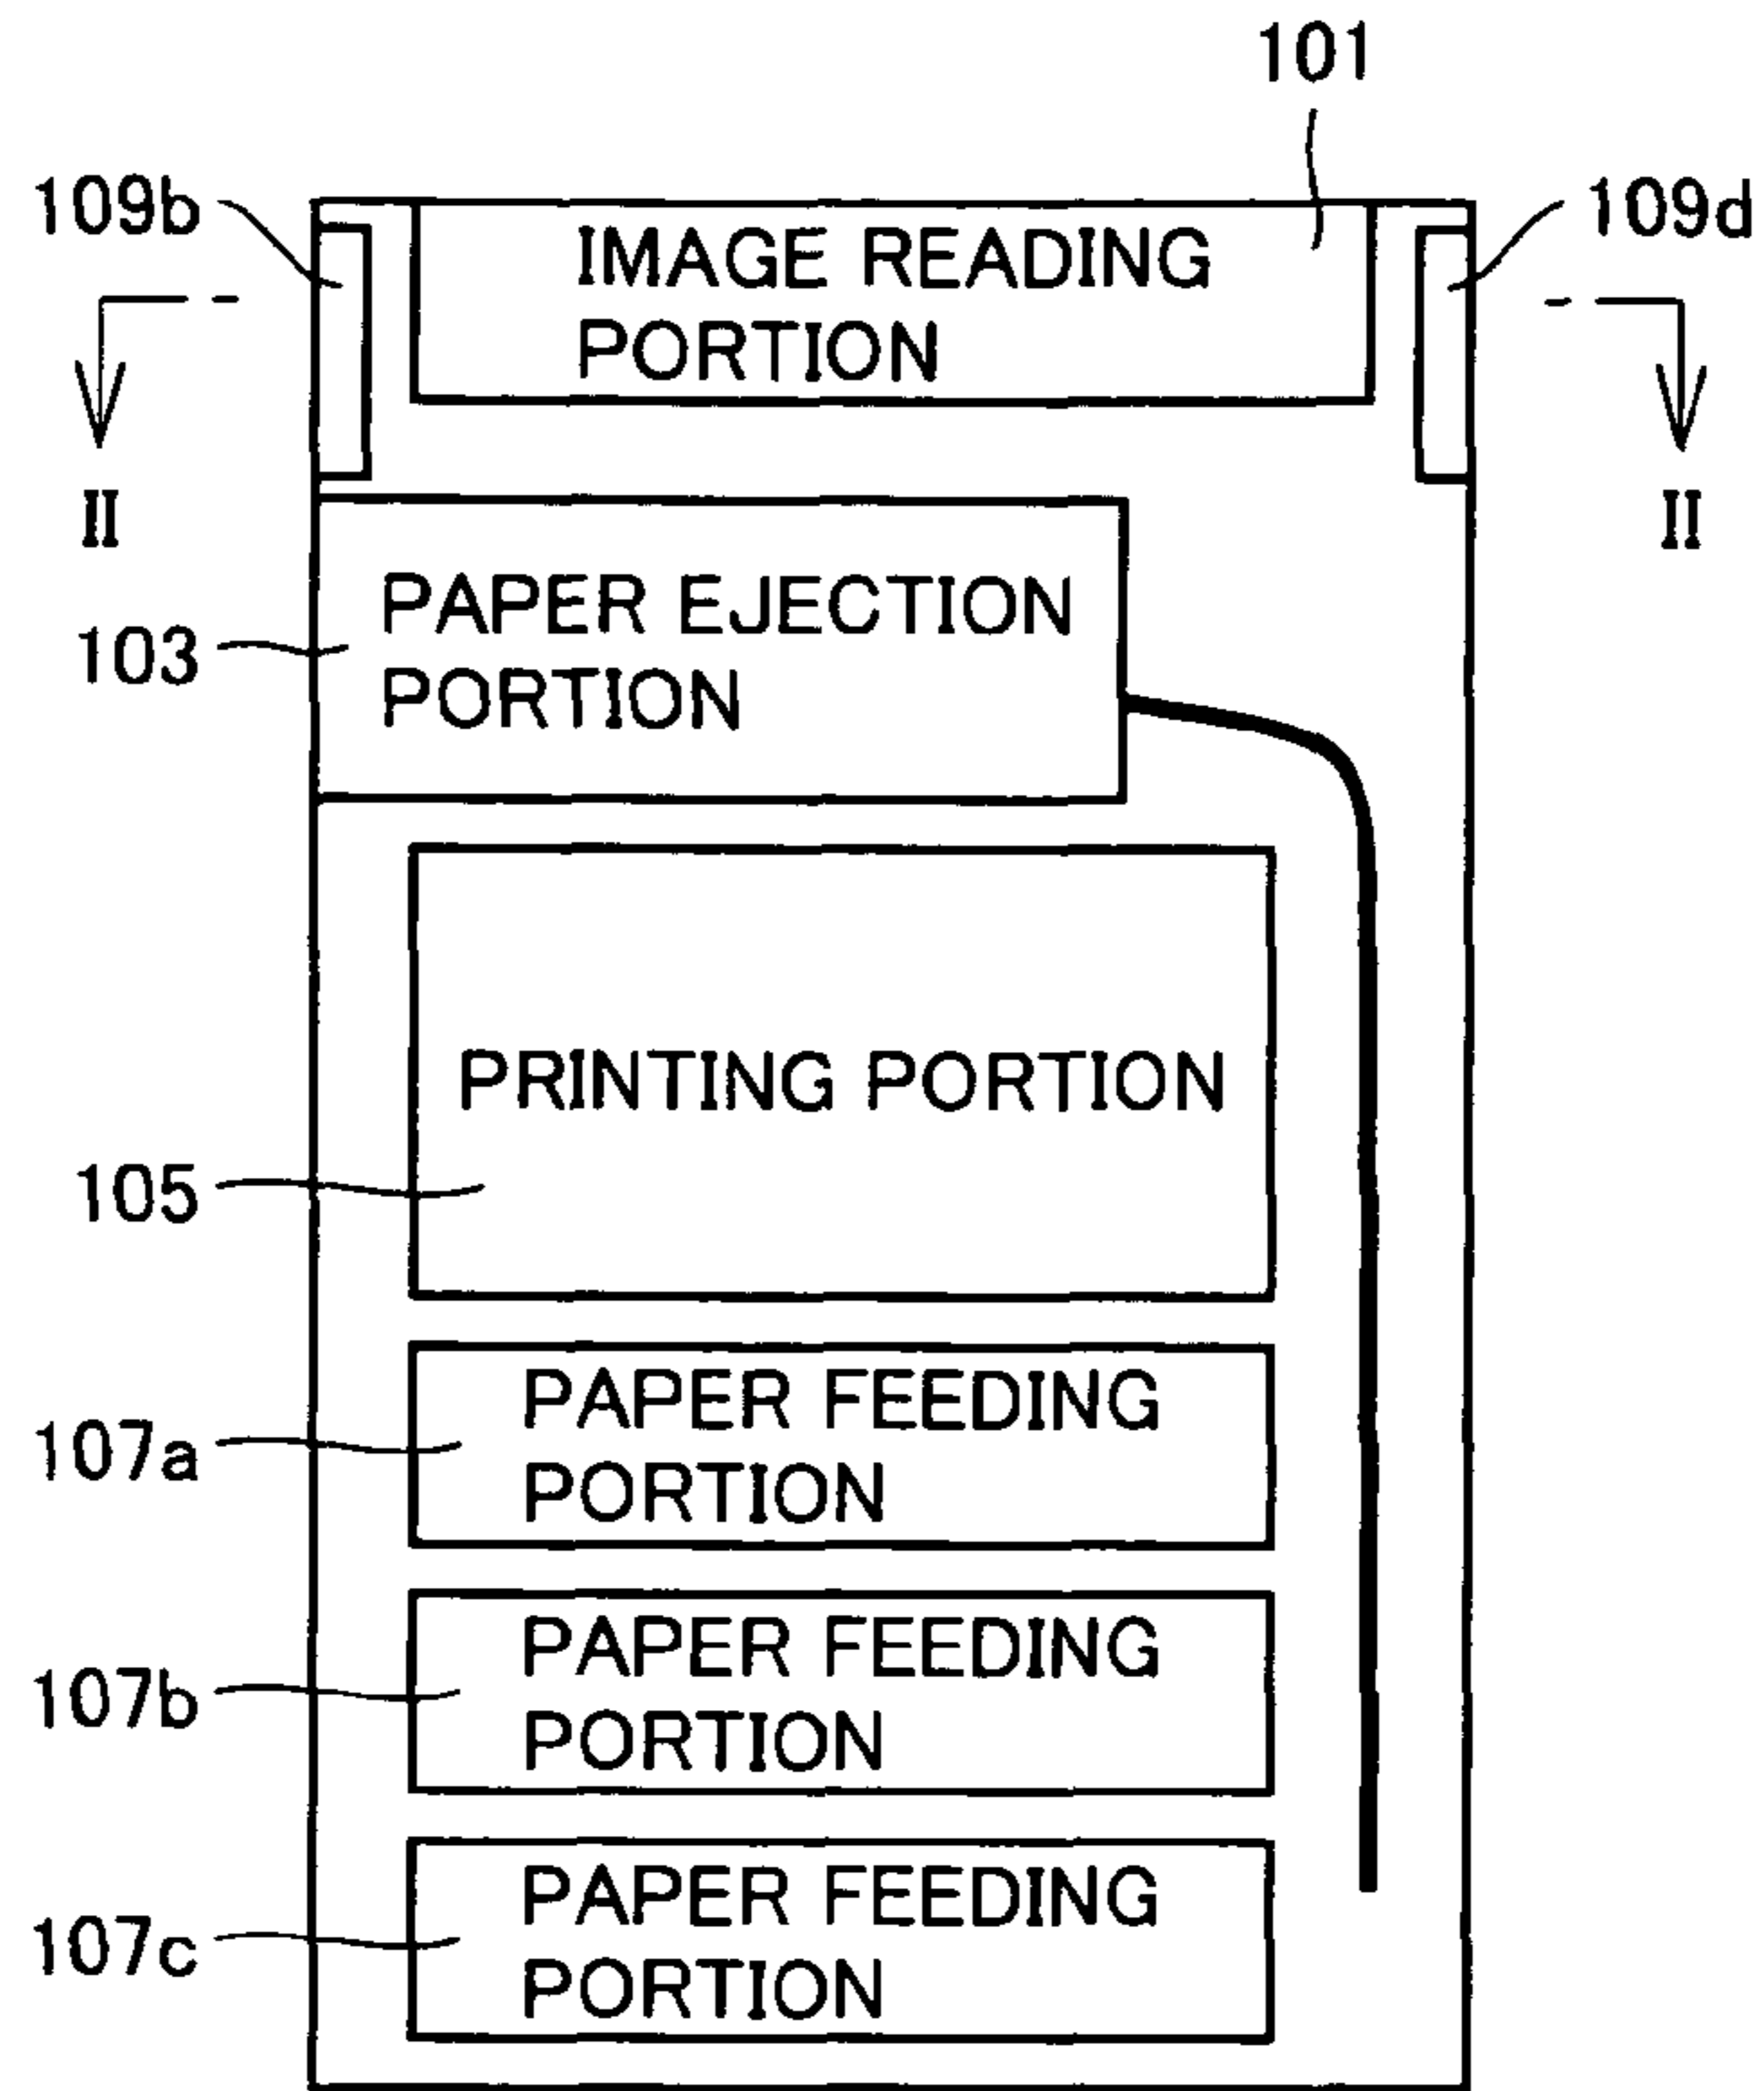 101
109b
109d
IMAGE READING
PORTION
II
II
PAPER EJECTION
PORTION
103
PRINTING PORTION
105
PAPER FEEDING
PORTION
107a
PAPER FEEDING
PORTION
107b
PAPER FEEDING
PORTION
107c